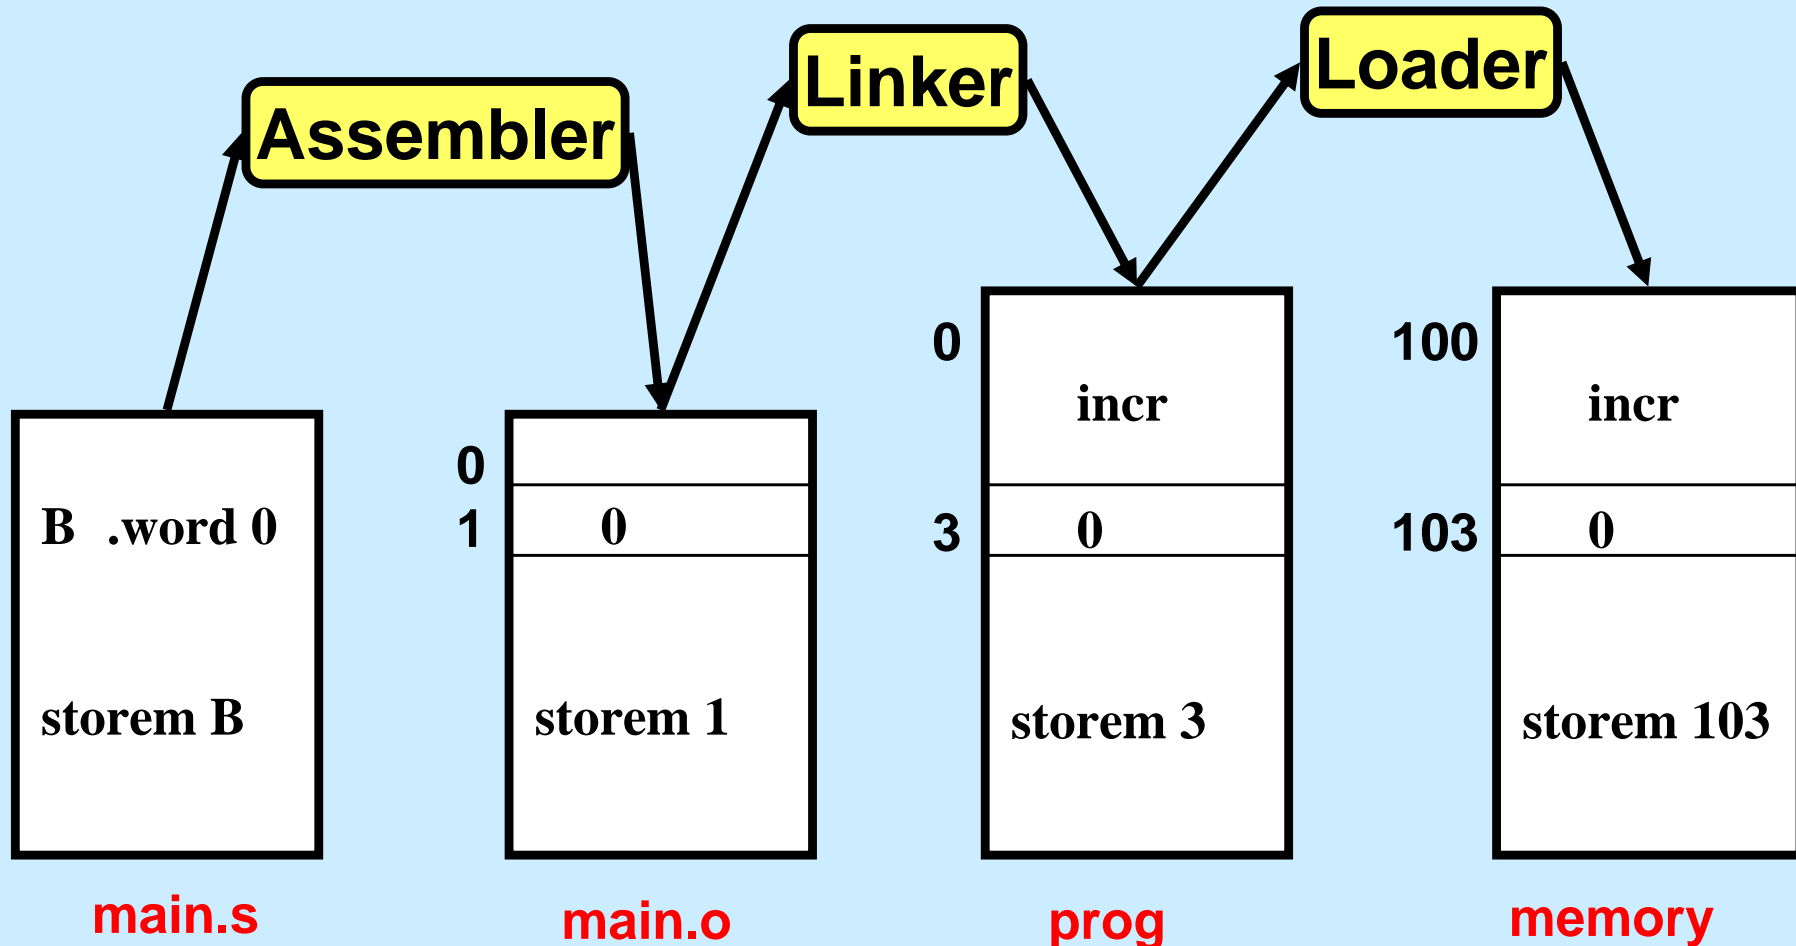 Assembler
Linker
Loader
B .word 0
storem B
main.s
0
1
0
storem 1
main.o
0
incr
3
0
storem 3
prog
100
incr
103
0
storem 103
memory